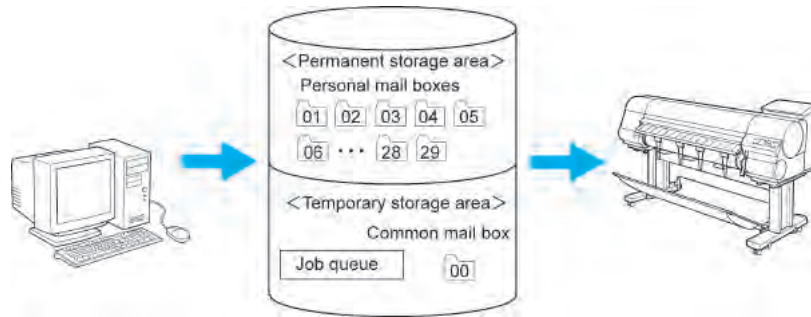 <Permanent storage area>
Personal mail boxes
01 02 03 04 05
06 ··· 28 29
<Temporary storage area>
Common mail box
Job queue 00